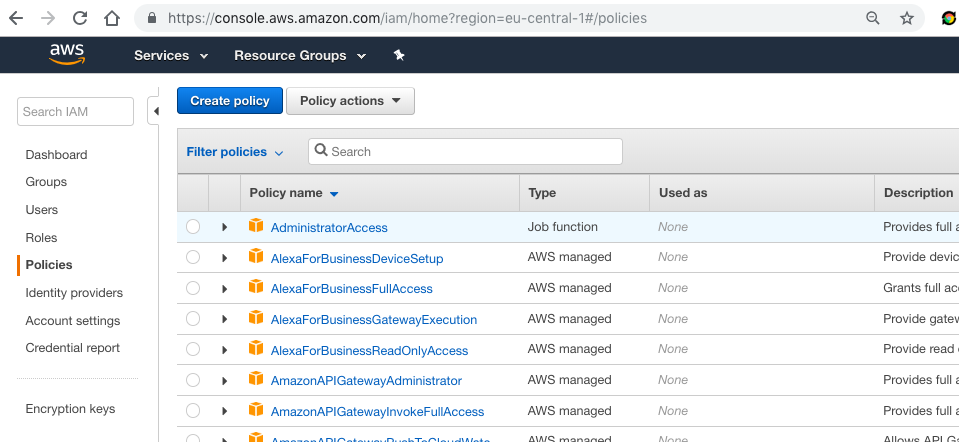 https://console.aws.amazon.com/iam/home?region=eu-central-1#/policies
aws Services Resource Groups
Search IAM
Dashboard
Groups
Users
Roles
Policies
Identity providers
Account settings
Credential report
Encryption keys
Create policy Policy actions
Filter policies Search
Policy name Type Used as Description
AdministratorAccess Job function None Provides full a
AlexaForBusinessDeviceSetup AWS managed None Provide devic
AlexaForBusinessFullAccess AWS managed None Grants full acc
AlexaForBusinessGatewayExecution AWS managed None Provide gatew
AlexaForBusinessReadOnlyAccess AWS managed None Provide read
AmazonAPIGatewayAdministrator AWS managed None Provides full a
AmazonAPIGatewayInvokeFullAccess AWS managed None Provides full a
AmazonAPIGatewayPushToCloudWatc AWS managed None Allows API G